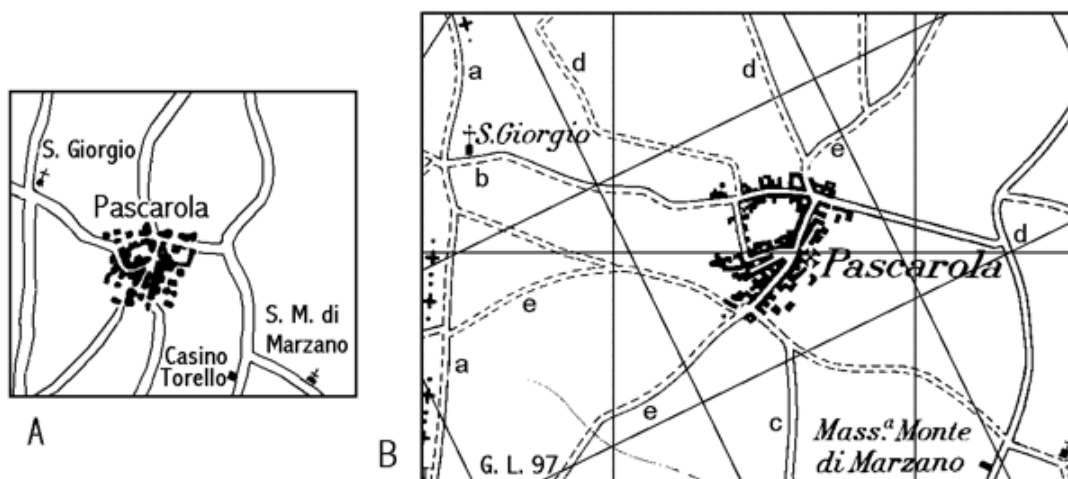 S. Giorgio
Pascarola
S. M. di
Marzano
Casino
Torello
A
a
d
d
S. Giorgio
e
b
d
Pascarola
e
a
e
c
Mass.ª Monte
di Marzano
G. L. 97
B